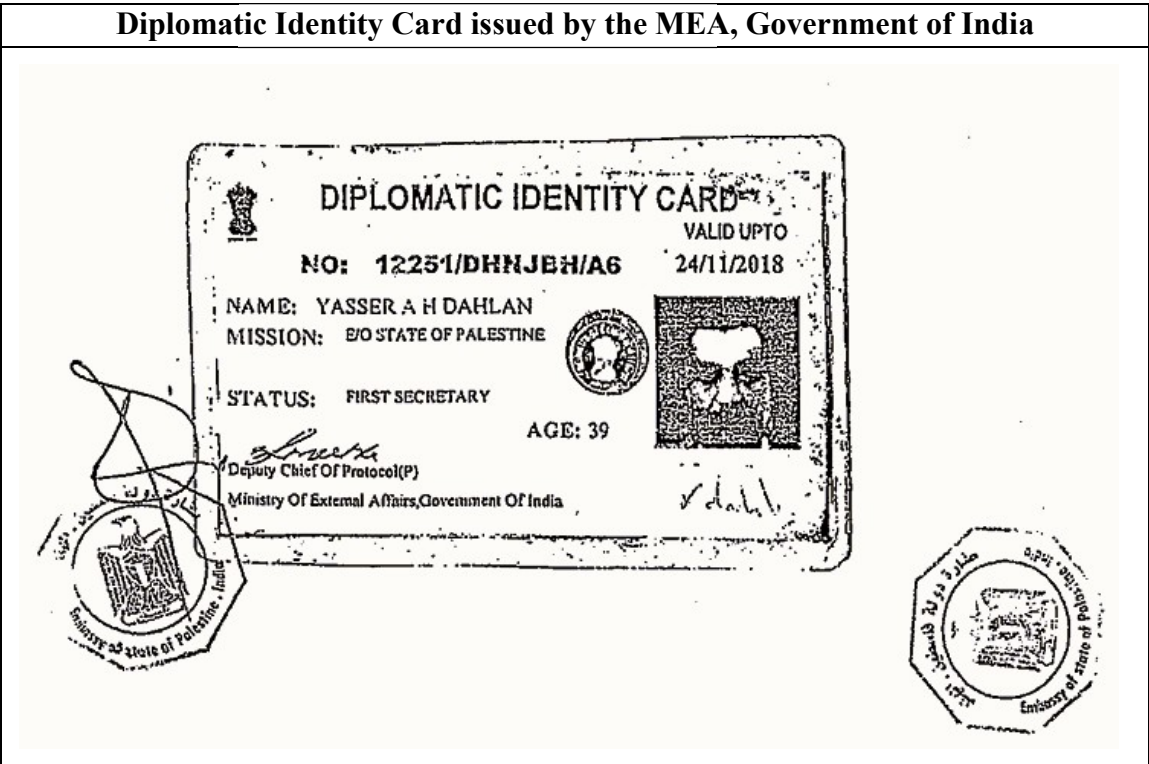 Diplomatic Identity Card issued by the MEA, Government of India
DIPLOMATIC IDENTITY CARD
VALID UPTO
NO: 12251/DHNJBH/A6 24/11/2018
NAME: YASSER A H DAHLAN
MISSION: E/O STATE OF PALESTINE
STATUS: FIRST SECRETARY
AGE: 39
Deputy Chief Of Protocol(P)
Ministry Of External Affairs,Government Of India
Embassy of state of Palestine, India
Embassy of state of Palestine, India